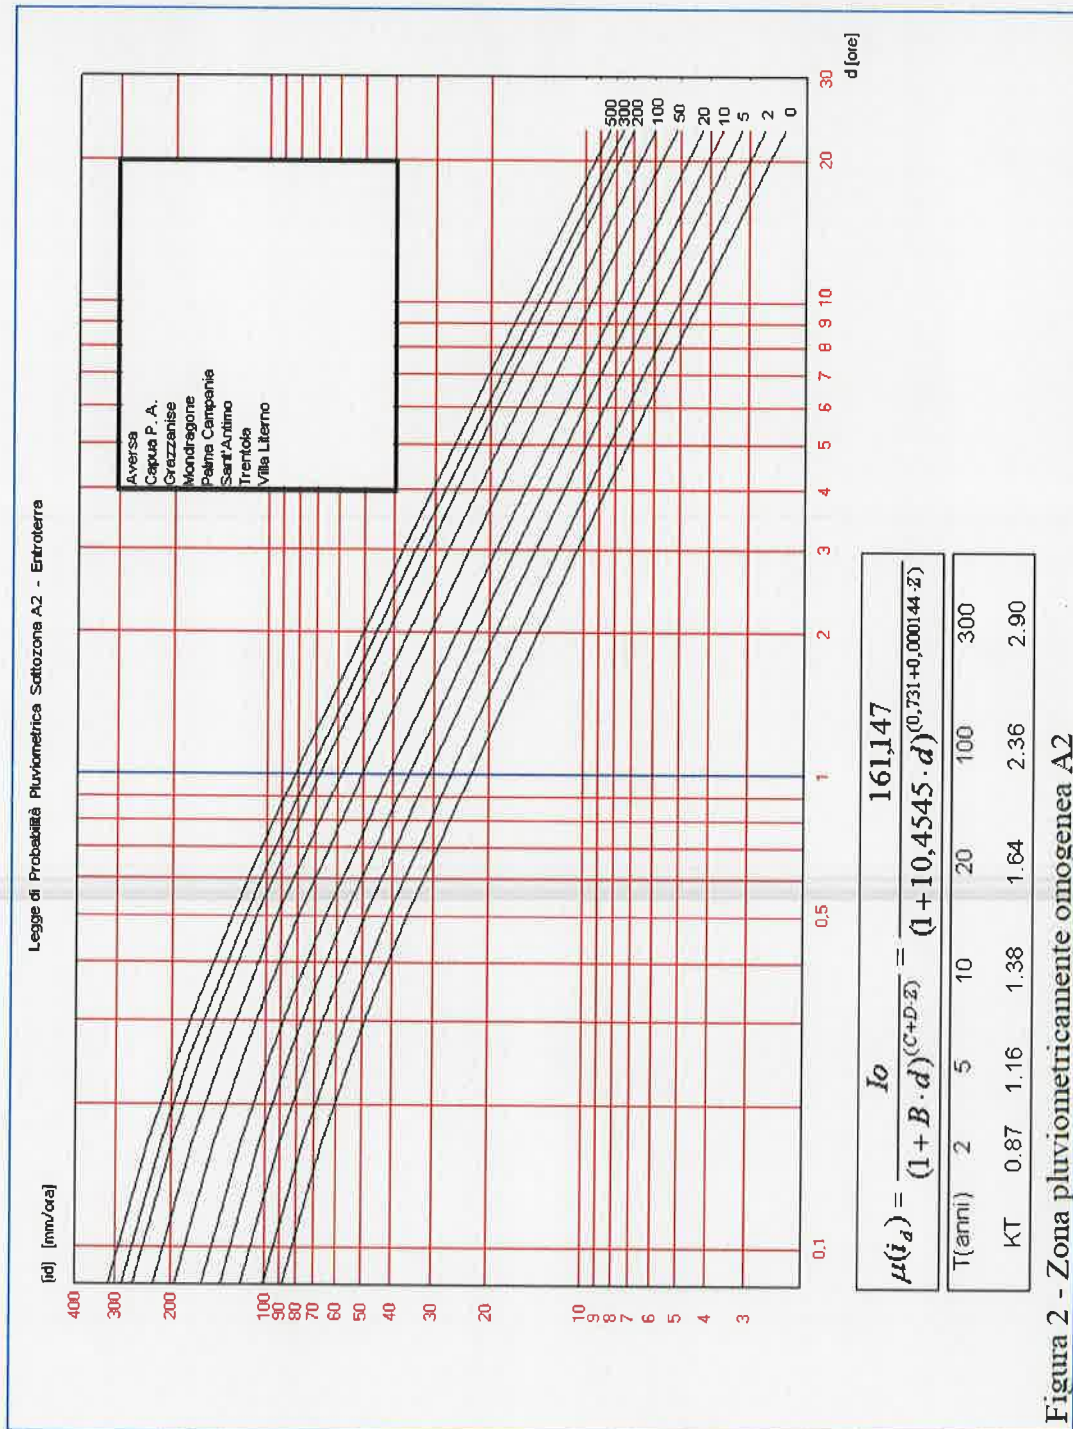 Legge di Probabilità Pluviometrica Sottozona A2 - Entroterra
[id] [mm/ora]
400
300
200
100
90
80
70
60
50
40
30
20
10
9
8
7
6
5
4
3
Aversa
Capua P. A.
Grazzanise
Mondragone
Palma Campania
Sant'Antimo
Trentola
Villa Literno
500
300
200
100
50
20
10
5
2
0
0.1 0,5 1 2 3 4 5 6 7 8 9 10 20 30
d [ore]
μ(i_d) = Io / (1 + B · d)^(C+D·Z) = 161,147 / (1 + 10,4545 · d)^(0,731+0,000144·Z)
T(anni) 2 5 10 20 100 300
KT 0.87 1.16 1.38 1.64 2.36 2.90
Figura 2 - Zona pluviometricamente omogenea A2